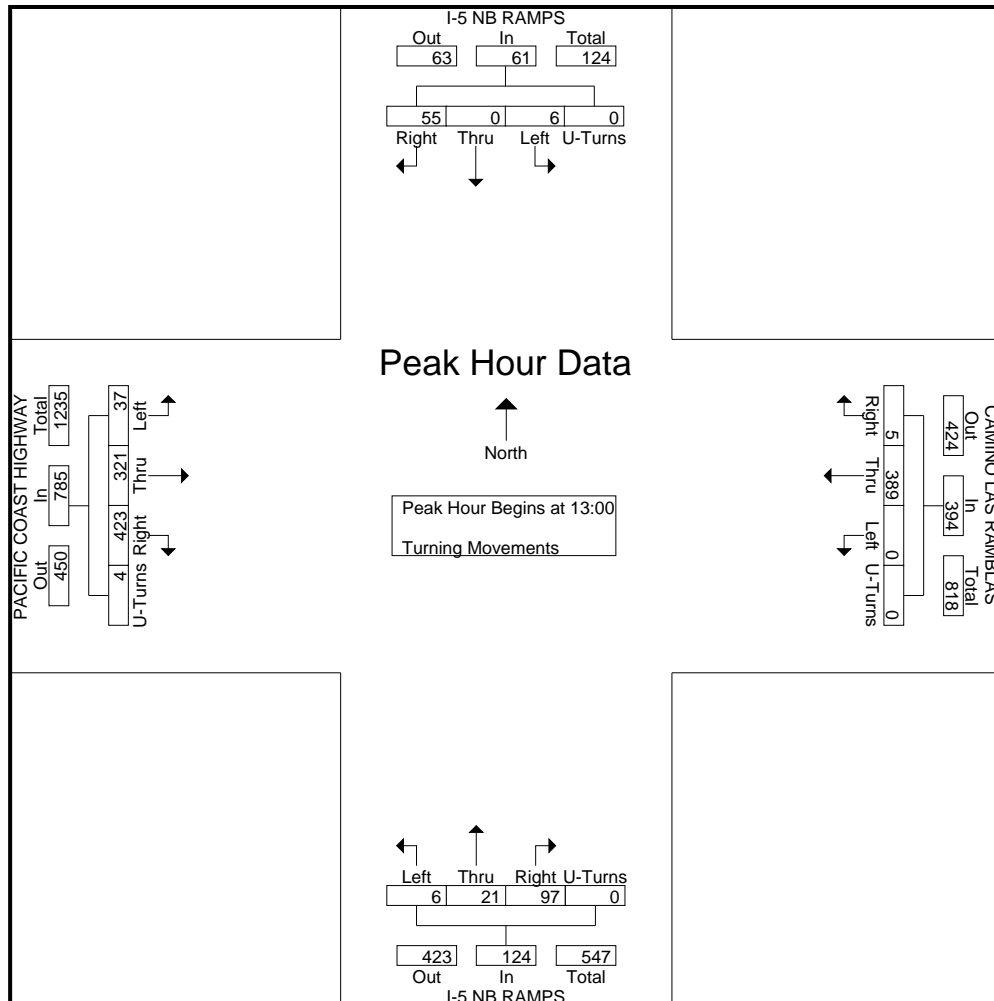 I-5 NB RAMPS
Out In Total
63 61 124
55 0 6 0
Right Thru Left U-Turns
Peak Hour Data
North
Peak Hour Begins at 13:00
Turning Movements
PACIFIC COAST HIGHWAY
Out In Total
450 785 1235
4 423 321 37
U-Turns Right Thru Left
CAMINO LAS RAMBLAS
Out In Total
424 394 818
5 389 0 0
Right Thru Left U-Turns
Left Thru Right U-Turns
6 21 97 0
423 124 547
Out In Total
I-5 NB RAMPS